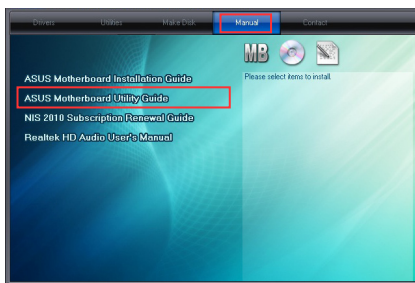 Drivers Utilities Make Disk Manual Contact
MB
Please select items to install.
ASUS Motherboard Installation Guide
ASUS Motherboard Utility Guide
NIS 2010 Subscription Renewal Guide
Realtek HD Audio User's Manual